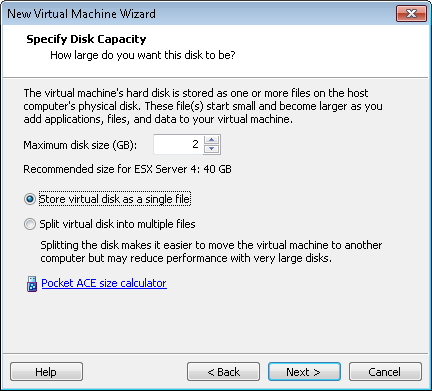 New Virtual Machine Wizard
Specify Disk Capacity
How large do you want this disk to be?
The virtual machine's hard disk is stored as one or more files on the host
computer's physical disk. These file(s) start small and become larger as you
add applications, files, and data to your virtual machine.
Maximum disk size (GB): 2
Recommended size for ESX Server 4: 40 GB
Store virtual disk as a single file
Split virtual disk into multiple files
Splitting the disk makes it easier to move the virtual machine to another
computer but may reduce performance with very large disks.
Pocket ACE size calculator
Help < Back Next > Cancel